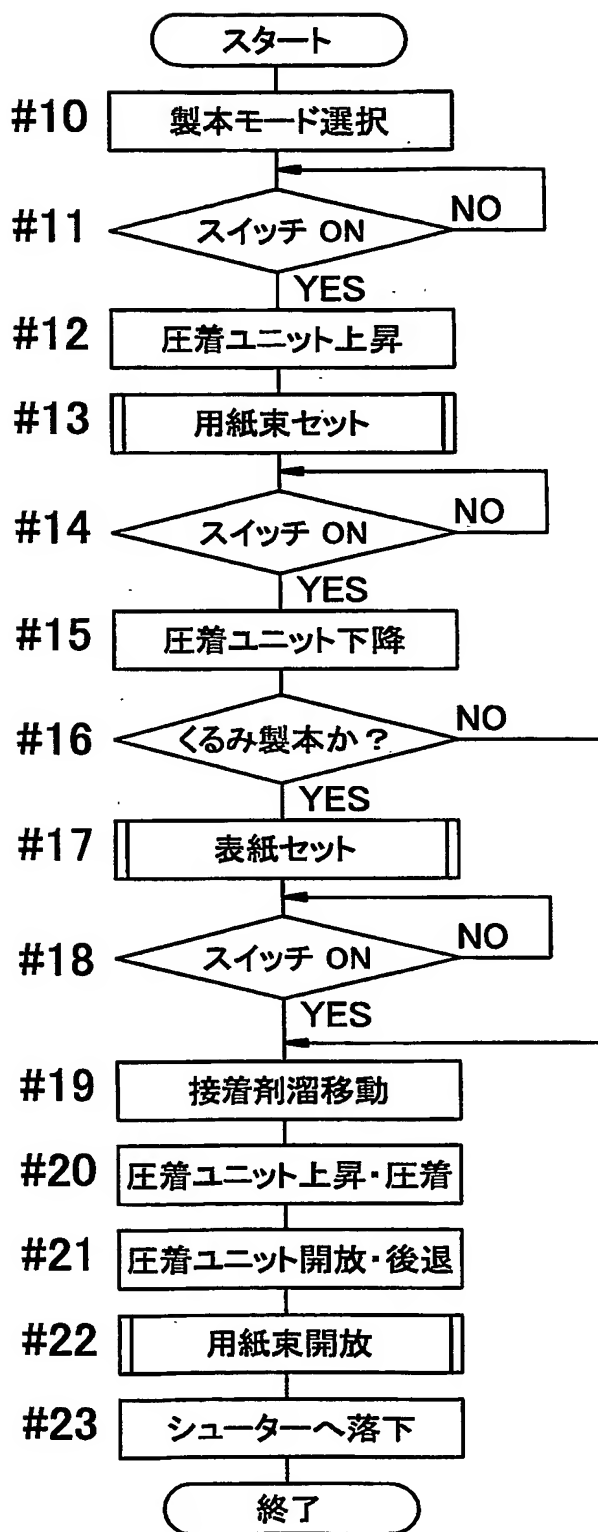 スタート
#10 製本モード選択
#11 スイッチ ON NO
YES
#12 圧着ユニット上昇
#13 用紙束セット
#14 スイッチ ON NO
YES
#15 圧着ユニット下降
#16 くるみ製本か? NO
YES
#17 表紙セット
#18 スイッチ ON NO
YES
#19 接着剤溜移動
#20 圧着ユニット上昇・圧着
#21 圧着ユニット開放・後退
#22 用紙束開放
#23 シューターへ落下
終了